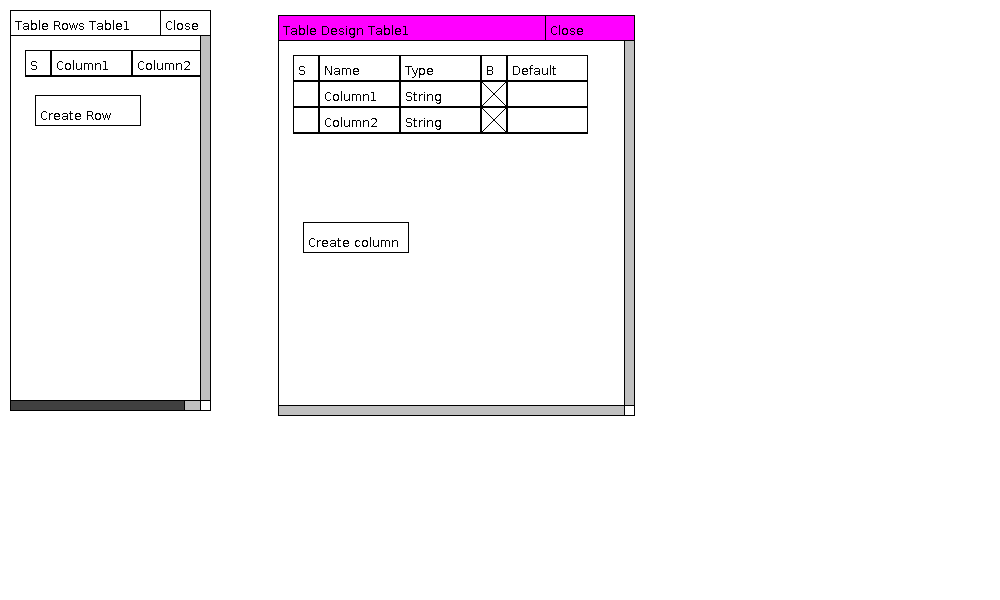 Table Rows Table1 Close
S Column1 Column2
Create Row
Table Design Table1 Close
S Name Type B Default
Column1 String
Column2 String
Create column